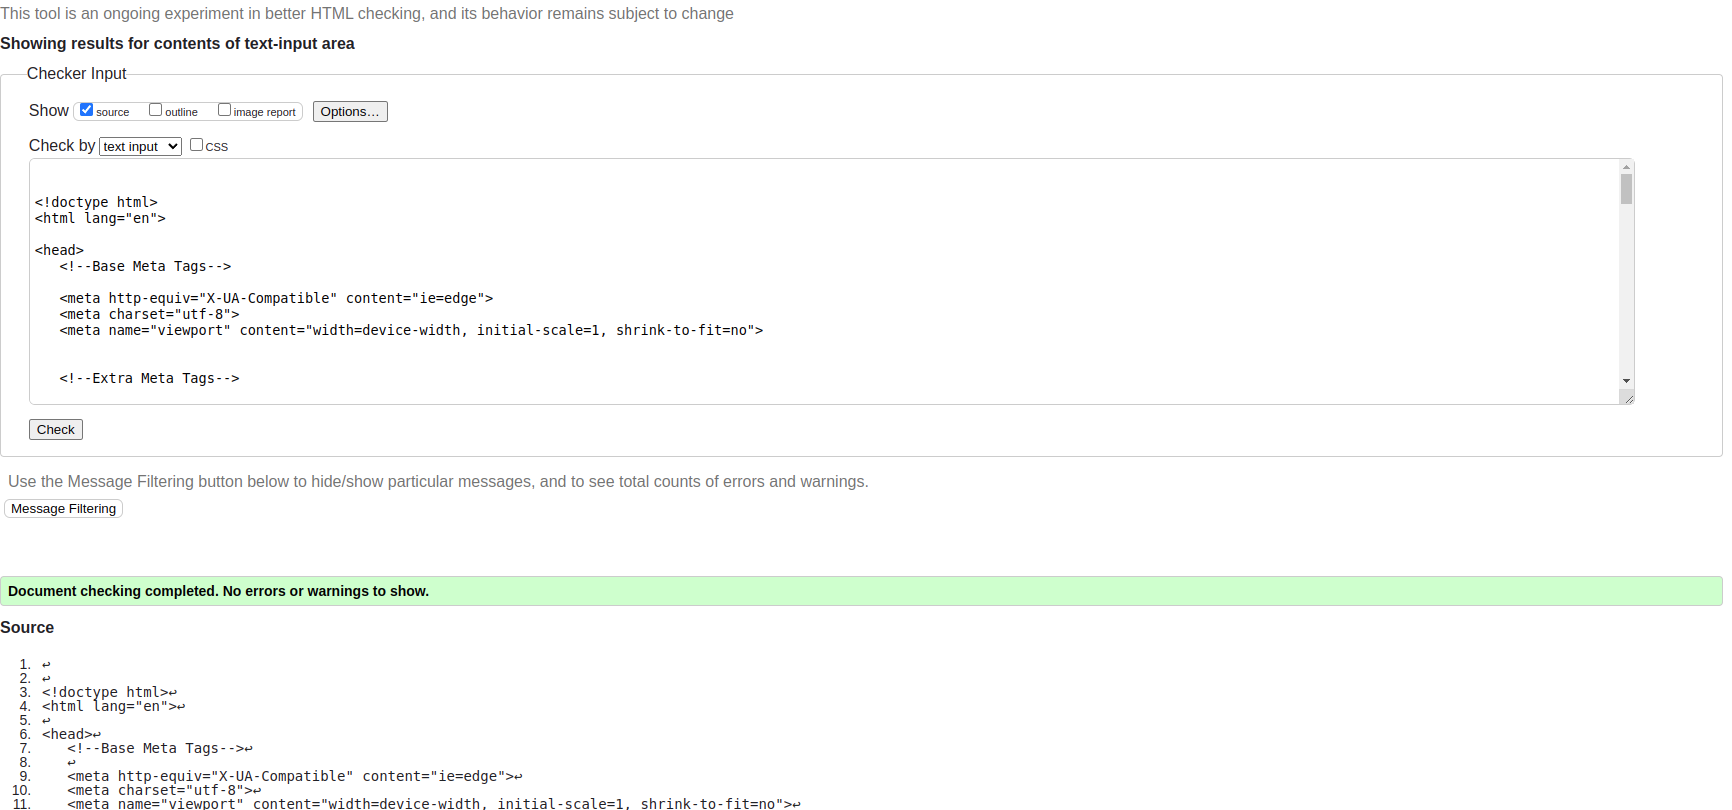 This tool is an ongoing experiment in better HTML checking, and its behavior remains subject to change
Showing results for contents of text-input area
Checker Input
Show source outline image report Options...
Check by text input CSS
<!doctype html>
<html lang="en">
<head>
<!--Base Meta Tags-->
<meta http-equiv="X-UA-Compatible" content="ie=edge">
<meta charset="utf-8">
<meta name="viewport" content="width=device-width, initial-scale=1, shrink-to-fit=no">
<!--Extra Meta Tags-->
Check
Use the Message Filtering button below to hide/show particular messages, and to see total counts of errors and warnings.
Message Filtering
Document checking completed. No errors or warnings to show.
Source
1. ↩
2. ↩
3. <!doctype html>↩
4. <html lang="en">↩
5. ↩
6. <head>↩
7. <!--Base Meta Tags-->↩
8. ↩
9. <meta http-equiv="X-UA-Compatible" content="ie=edge">↩
10. <meta charset="utf-8">↩
11. <meta name="viewport" content="width=device-width, initial-scale=1, shrink-to-fit=no">↩